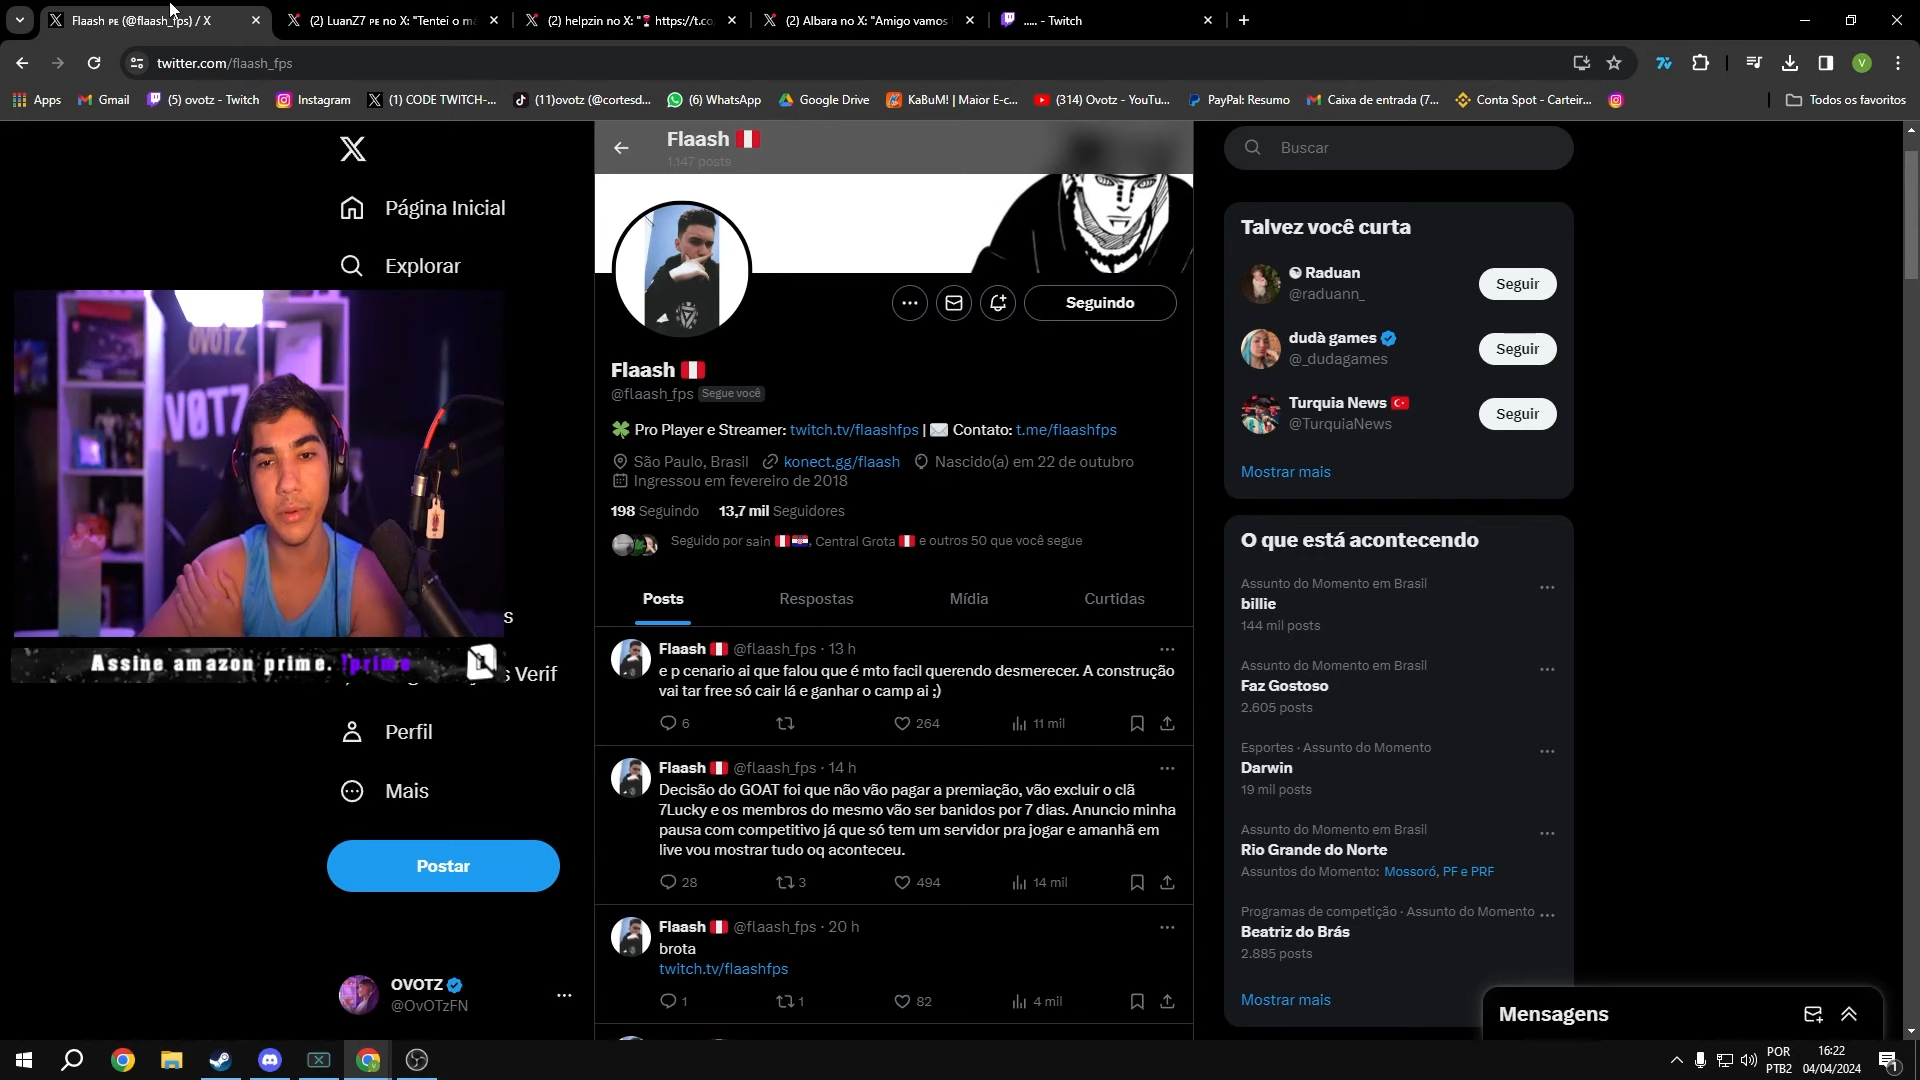 Flaash PE (@flaash_fps) / X
(2) LuanZ7 PE no X: "Tentei o m
(2) helpzin no X: "🍷 https://t.co
(2) Albara no X: "Amigo vamos
..... - Twitch
twitter.com/flaash_fps
Apps
Gmail
(5) ovotz - Twitch
Instagram
(1) CODE TWITCH-...
(11)ovotz (@cortesd...
(6) WhatsApp
Google Drive
KaBuM! | Maior E-c...
(314) Ovotz - YouTu...
PayPal: Resumo
Caixa de entrada (7...
Conta Spot - Carteir...
Todos os favoritos
Página Inicial
Explorar
OVOTZ
VØTZ
Assine amazon prime. !prime
s
s Verif
Perfil
Mais
Postar
OVOTZ
@OvOTzFN
Flaash 🇵🇪
1.147 posts
Seguindo
Flaash 🇵🇪
@flaash_fps Segue você
🍀 Pro Player e Streamer: twitch.tv/flaashfps | ✉️ Contato: t.me/flaashfps
São Paulo, Brasil konect.gg/flaash Nascido(a) em 22 de outubro
Ingressou em fevereiro de 2018
198 Seguindo 13,7 mil Seguidores
Seguido por sain 🇵🇪🇭🇷, Central Grota 🇵🇪 e outros 50 que você segue
Posts Respostas Mídia Curtidas
Flaash 🇵🇪 @flaash_fps · 13 h
e p cenario ai que falou que é mto facil querendo desmerecer. A construção
vai tar free só cair lá e ganhar o camp ai ;)
6 264 11 mil
Flaash 🇵🇪 @flaash_fps · 14 h
Decisão do GOAT foi que não vão pagar a premiação, vão excluir o clã
7Lucky e os membros do mesmo vão ser banidos por 7 dias. Anuncio minha
pausa com competitivo já que só tem um servidor pra jogar e amanhã em
live vou mostrar tudo oq aconteceu.
28 3 494 14 mil
Flaash 🇵🇪 @flaash_fps · 20 h
brota
twitch.tv/flaashfps
1 1 82 4 mil
Buscar
Talvez você curta
Raduan
@raduann_
Seguir
dudà games
@_dudagames
Seguir
Turquia News 🇹🇷
@TurquiaNews
Seguir
Mostrar mais
O que está acontecendo
Assunto do Momento em Brasil
billie
144 mil posts
Assunto do Momento em Brasil
Faz Gostoso
2.605 posts
Esportes · Assunto do Momento
Darwin
19 mil posts
Assunto do Momento em Brasil
Rio Grande do Norte
Assuntos do Momento: Mossoró, PF e PRF
Programas de competição · Assunto do Momento
Beatriz do Brás
2.885 posts
Mostrar mais
Mensagens
POR
PTB2
16:22
04/04/2024
1